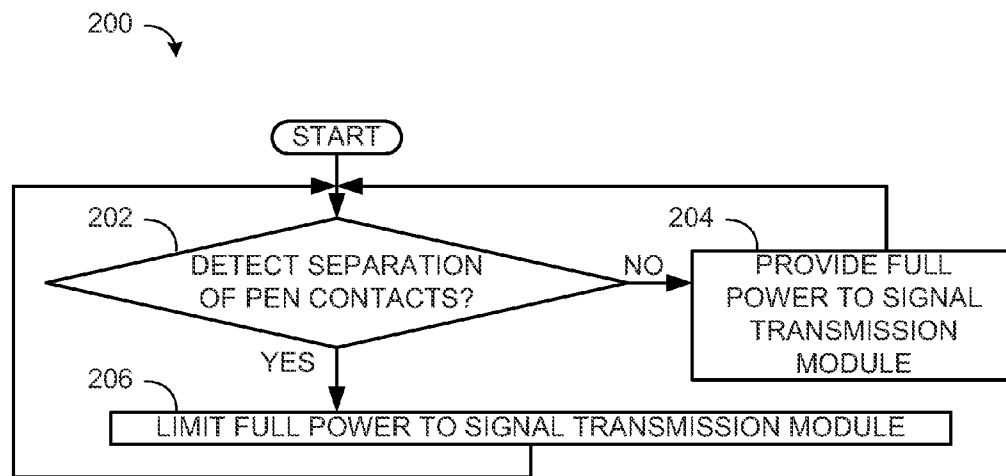 200
START
202
DETECT SEPARATION
OF PEN CONTACTS?
NO
204
PROVIDE FULL
POWER TO SIGNAL
TRANSMISSION
MODULE
YES
206
LIMIT FULL POWER TO SIGNAL TRANSMISSION MODULE